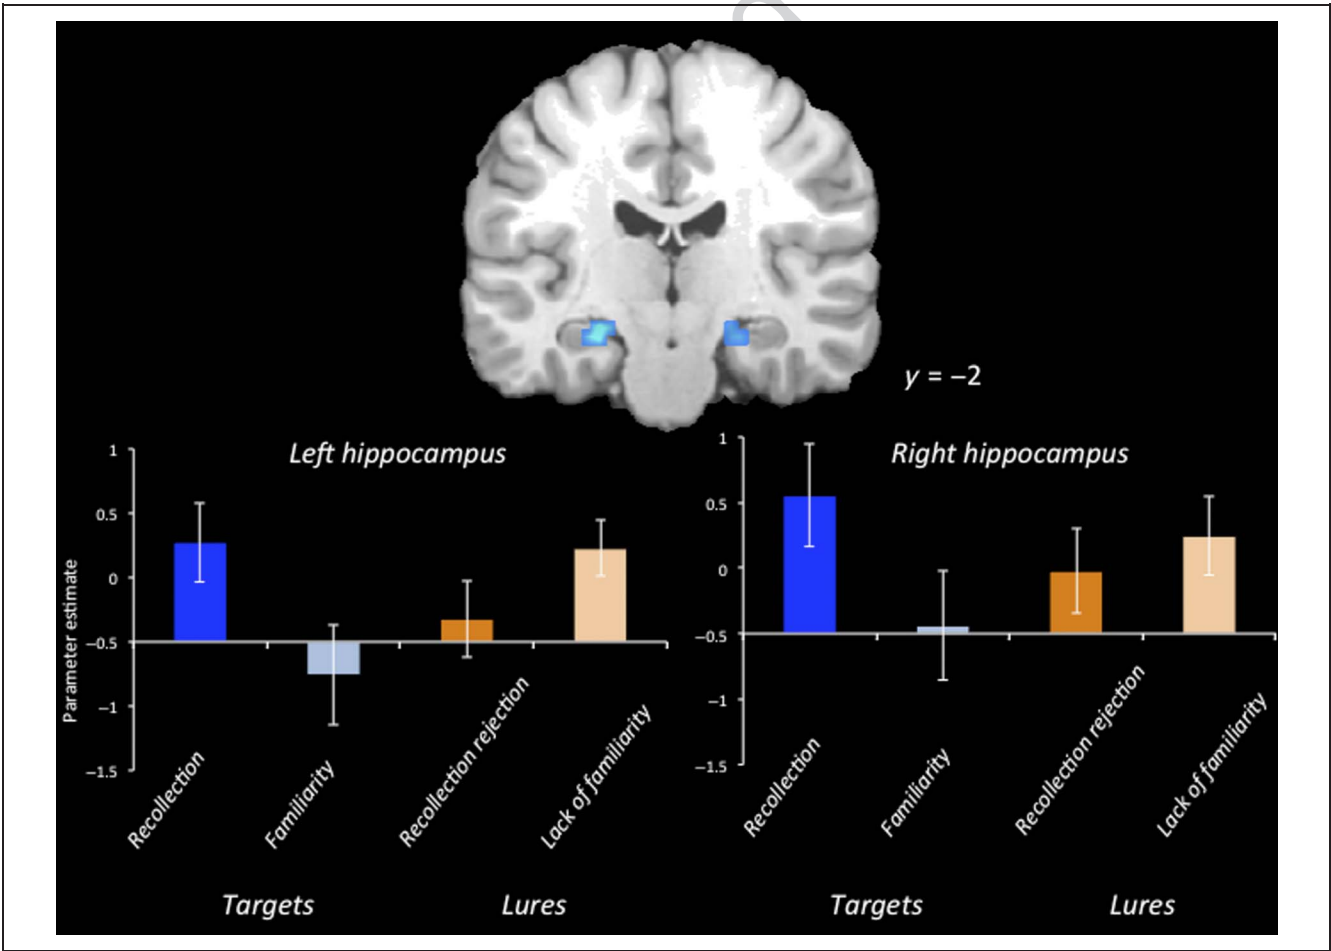 y = –2
Left hippocampus
Parameter estimate
1
0.5
0
–0.5
–1
–1.5
Recollection
Familiarity
Recollection rejection
Lack of familiarity
Targets
Lures
Right hippocampus
1
0.5
0
–0.5
–1
–1.5
Recollection
Familiarity
Recollection rejection
Lack of familiarity
Targets
Lures